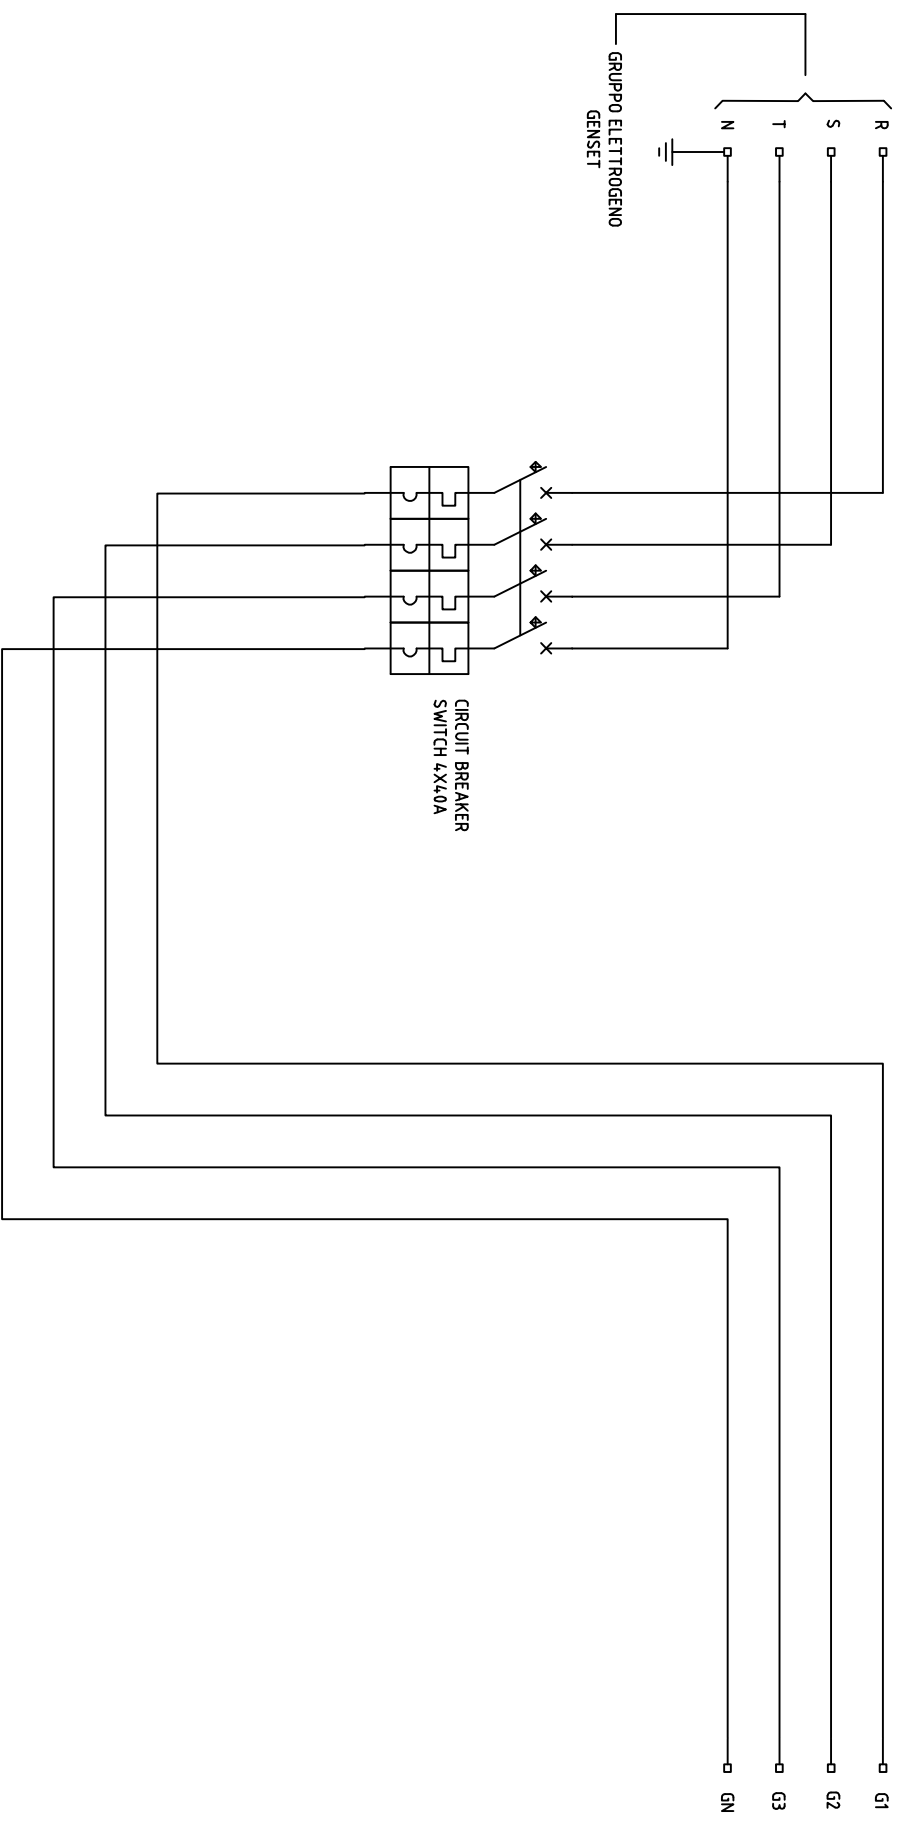 R
S
T
N
GRUPPO ELETTROGENO
GENSET
CIRCUIT BREAKER
SWITCH 4X40A
G1
G2
G3
GN